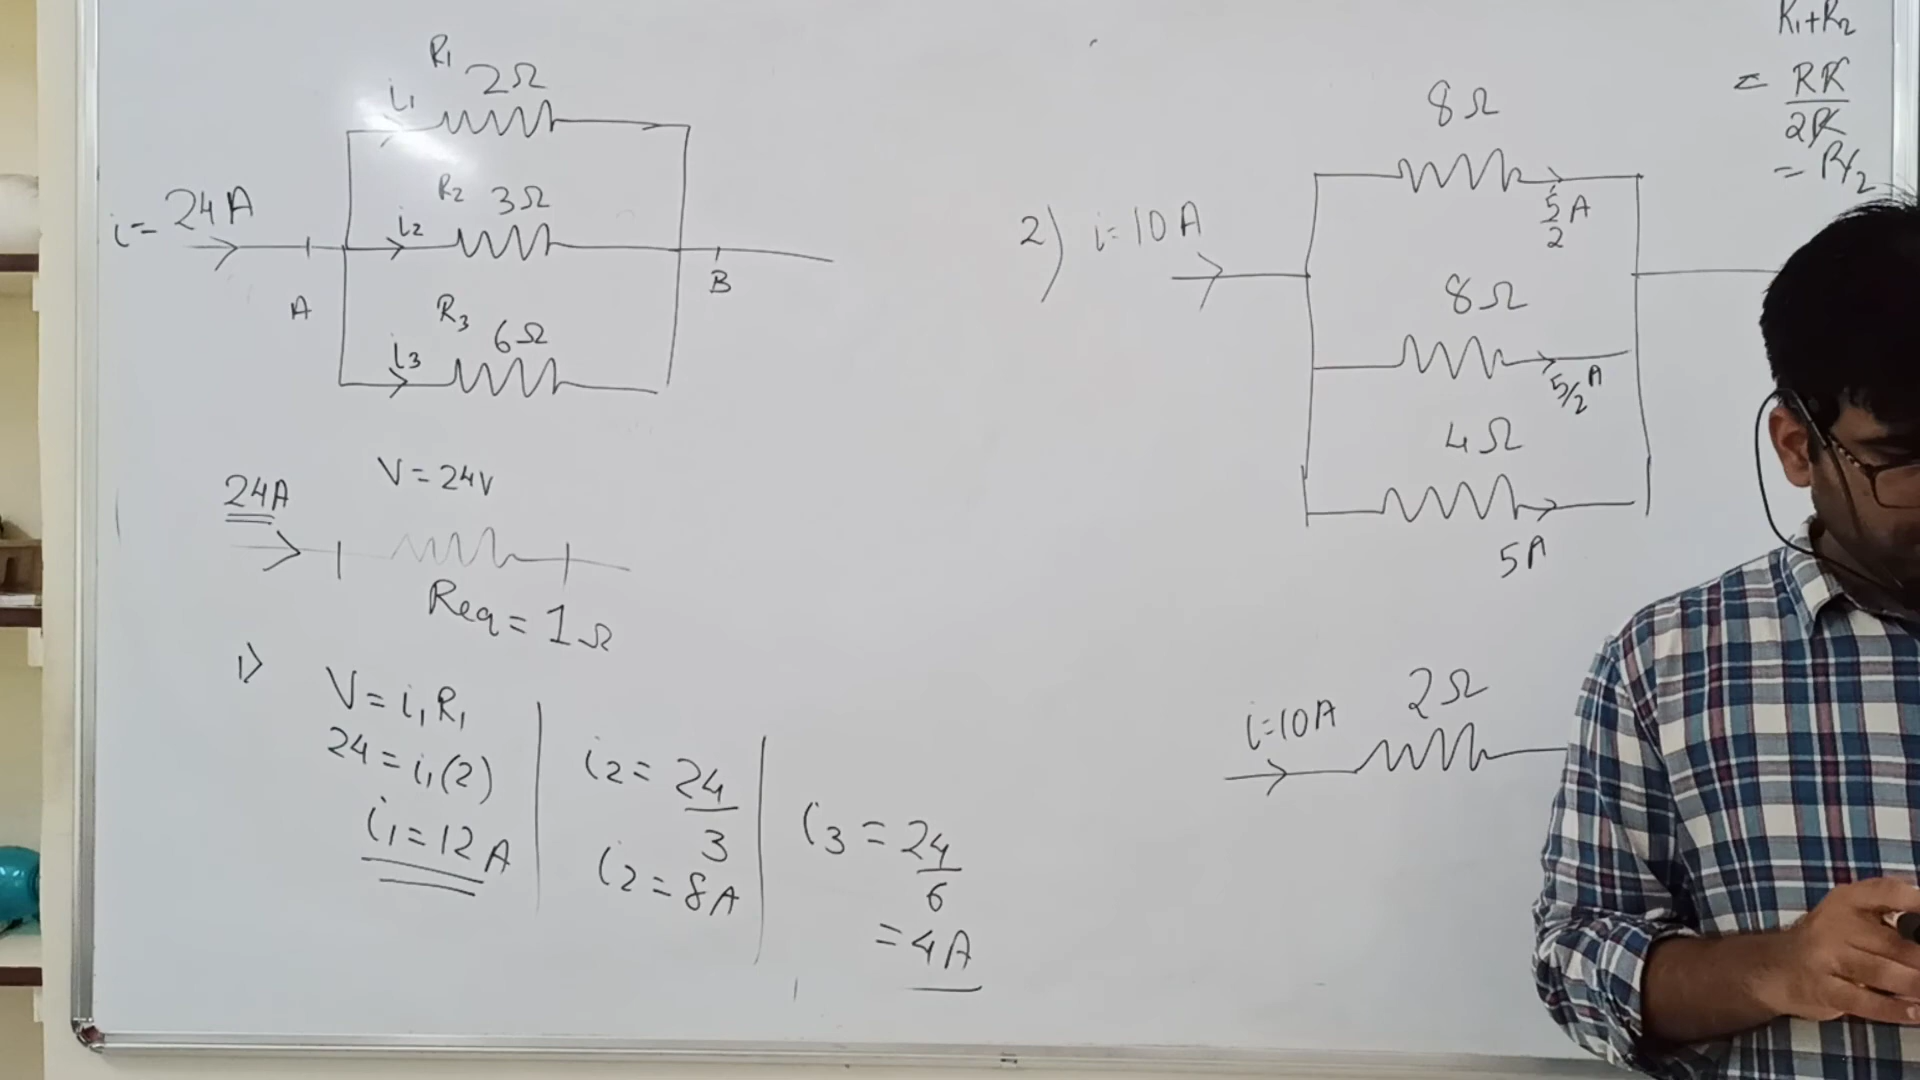 R₁
2Ω
i₁
R₂ 3Ω
i₂
i= 24A
A
B
R₃ 6Ω
i₃
V=24V
24A
Req = 1Ω
1)
V = i₁R₁
24 = i₁(2)
i₁ = 12A
i₂ = 24/3
i₂ = 8A
i₃ = 24/6
= 4A
2) i=10A
8Ω
5/2 A
8Ω
5/2 A
4Ω
5A
i=10A 2Ω
R₁+R₂
= RR/2R
= R/2